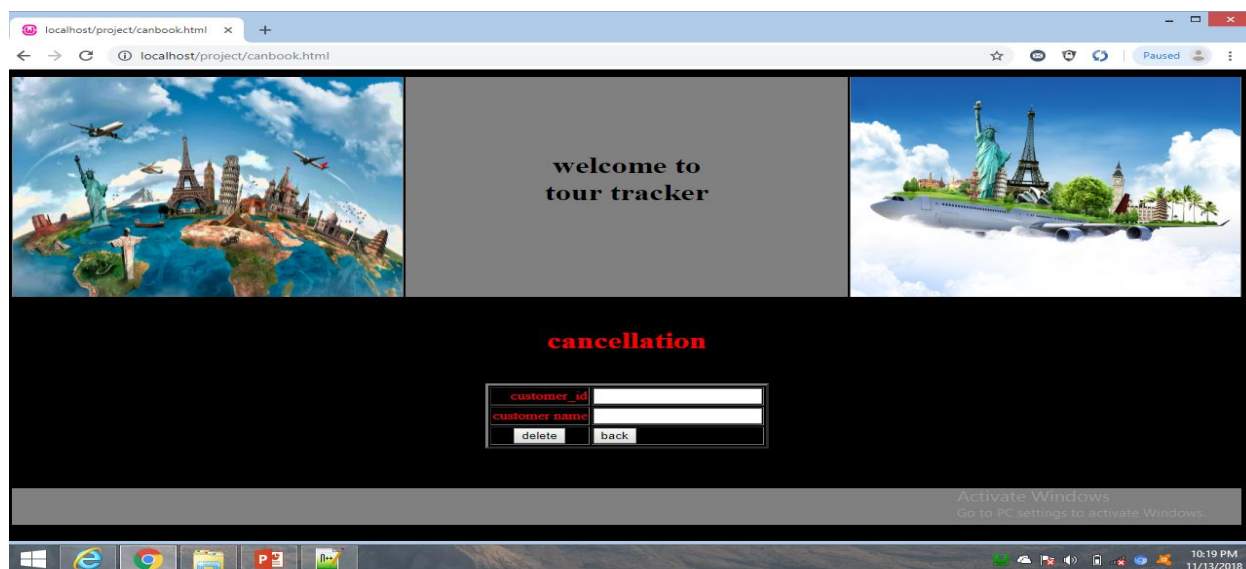 localhost/project/canbook.html
localhost/project/canbook.html
Paused
welcome to
tour tracker
cancellation
customer_id
customer name
delete back
Activate Windows
Go to PC settings to activate Windows.
10:19 PM
11/13/2018